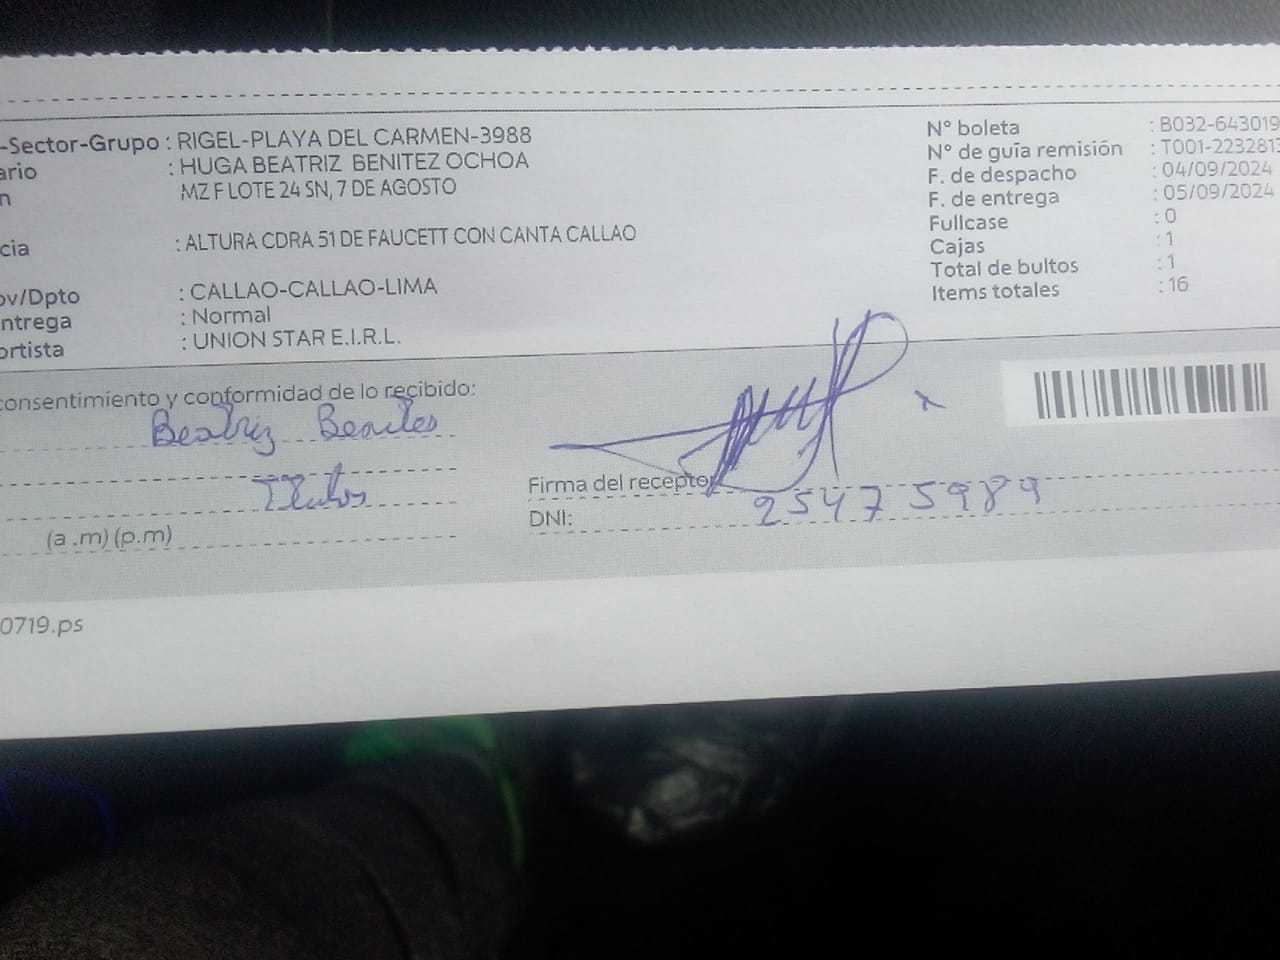 -Sector-Grupo : RIGEL-PLAYA DEL CARMEN-3988
ario : HUGA BEATRIZ BENITEZ OCHOA
n MZ F LOTE 24 SN, 7 DE AGOSTO
cia : ALTURA CDRA 51 DE FAUCETT CON CANTA CALLAO
ov/Dpto : CALLAO-CALLAO-LIMA
ntrega : Normal
ortista : UNION STAR E.I.R.L.
N° boleta : B032-643019
N° de guía remisión : T001-2232813
F. de despacho : 04/09/2024
F. de entrega : 05/09/2024
Fullcase : 0
Cajas : 1
Total de bultos : 1
Items totales : 16
consentimiento y conformidad de lo recibido:
Beatriz
Firma del receptor
DNI: 25475989
(a .m) (p.m)
0719.ps